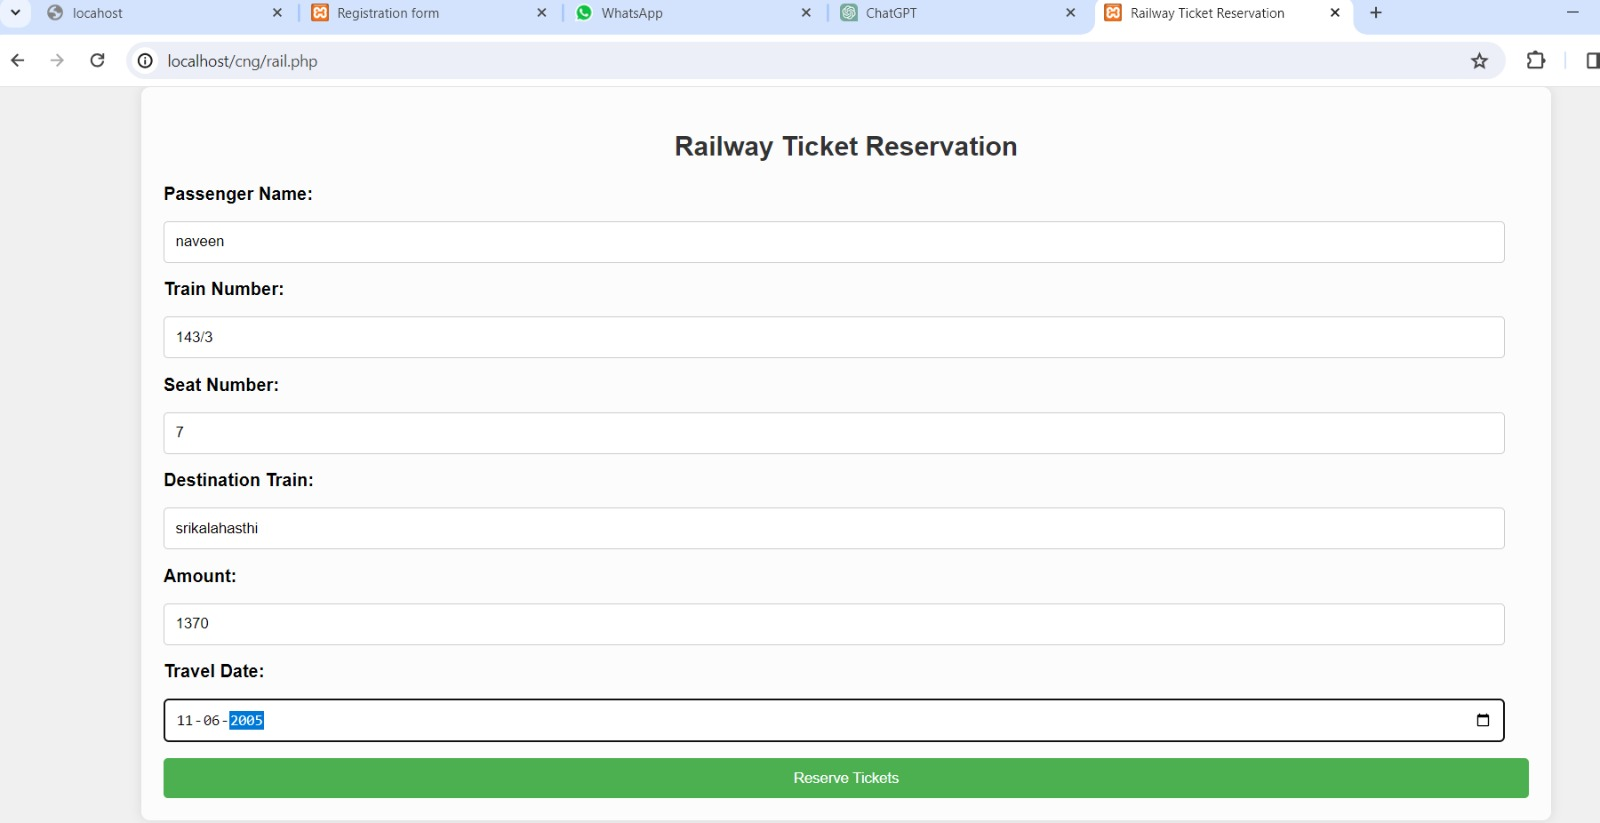 locahost
Registration form
WhatsApp
ChatGPT
Railway Ticket Reservation
localhost/cng/rail.php
Railway Ticket Reservation
Passenger Name:
naveen
Train Number:
143/3
Seat Number:
7
Destination Train:
srikalahasthi
Amount:
1370
Travel Date:
11-06-2005
Reserve Tickets